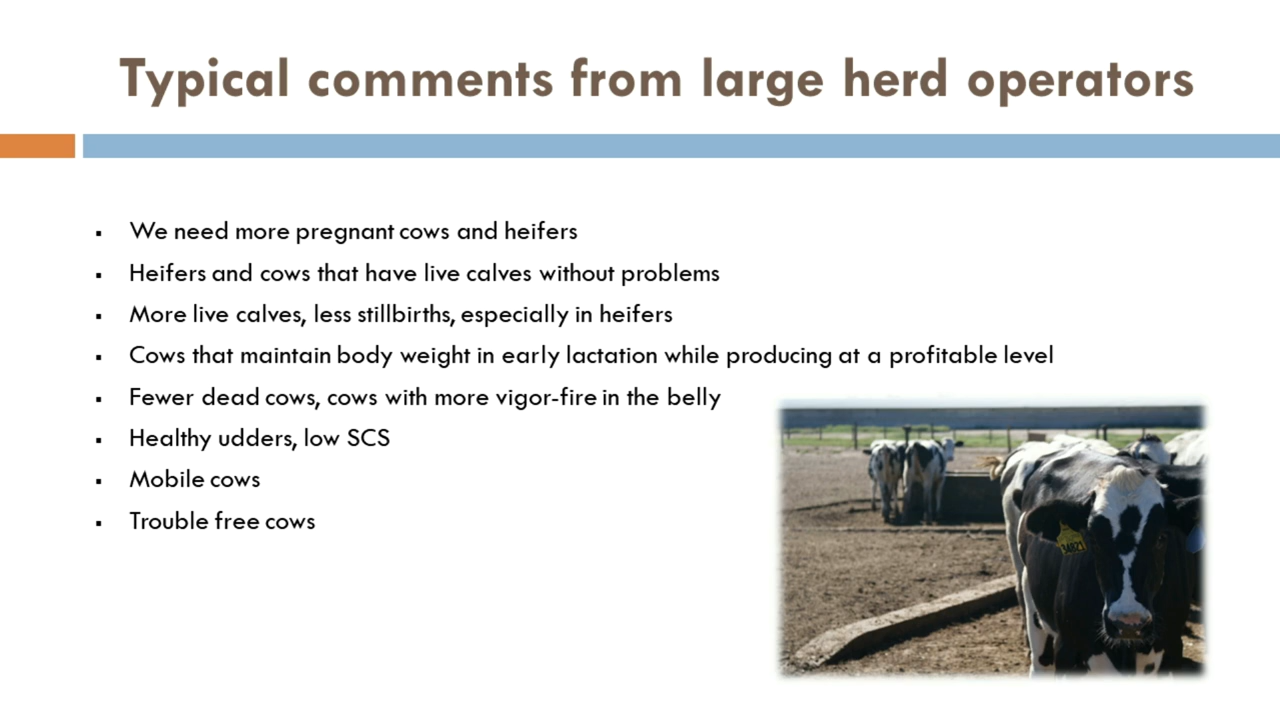 Typical comments from large herd operators
We need more pregnant cows and heifers
Heifers and cows that have live calves without problems
More live calves, less stillbirths, especially in heifers
Cows that maintain body weight in early lactation while producing at a profitable level
Fewer dead cows, cows with more vigor-fire in the belly
Healthy udders, low SCS
Mobile cows
Trouble free cows